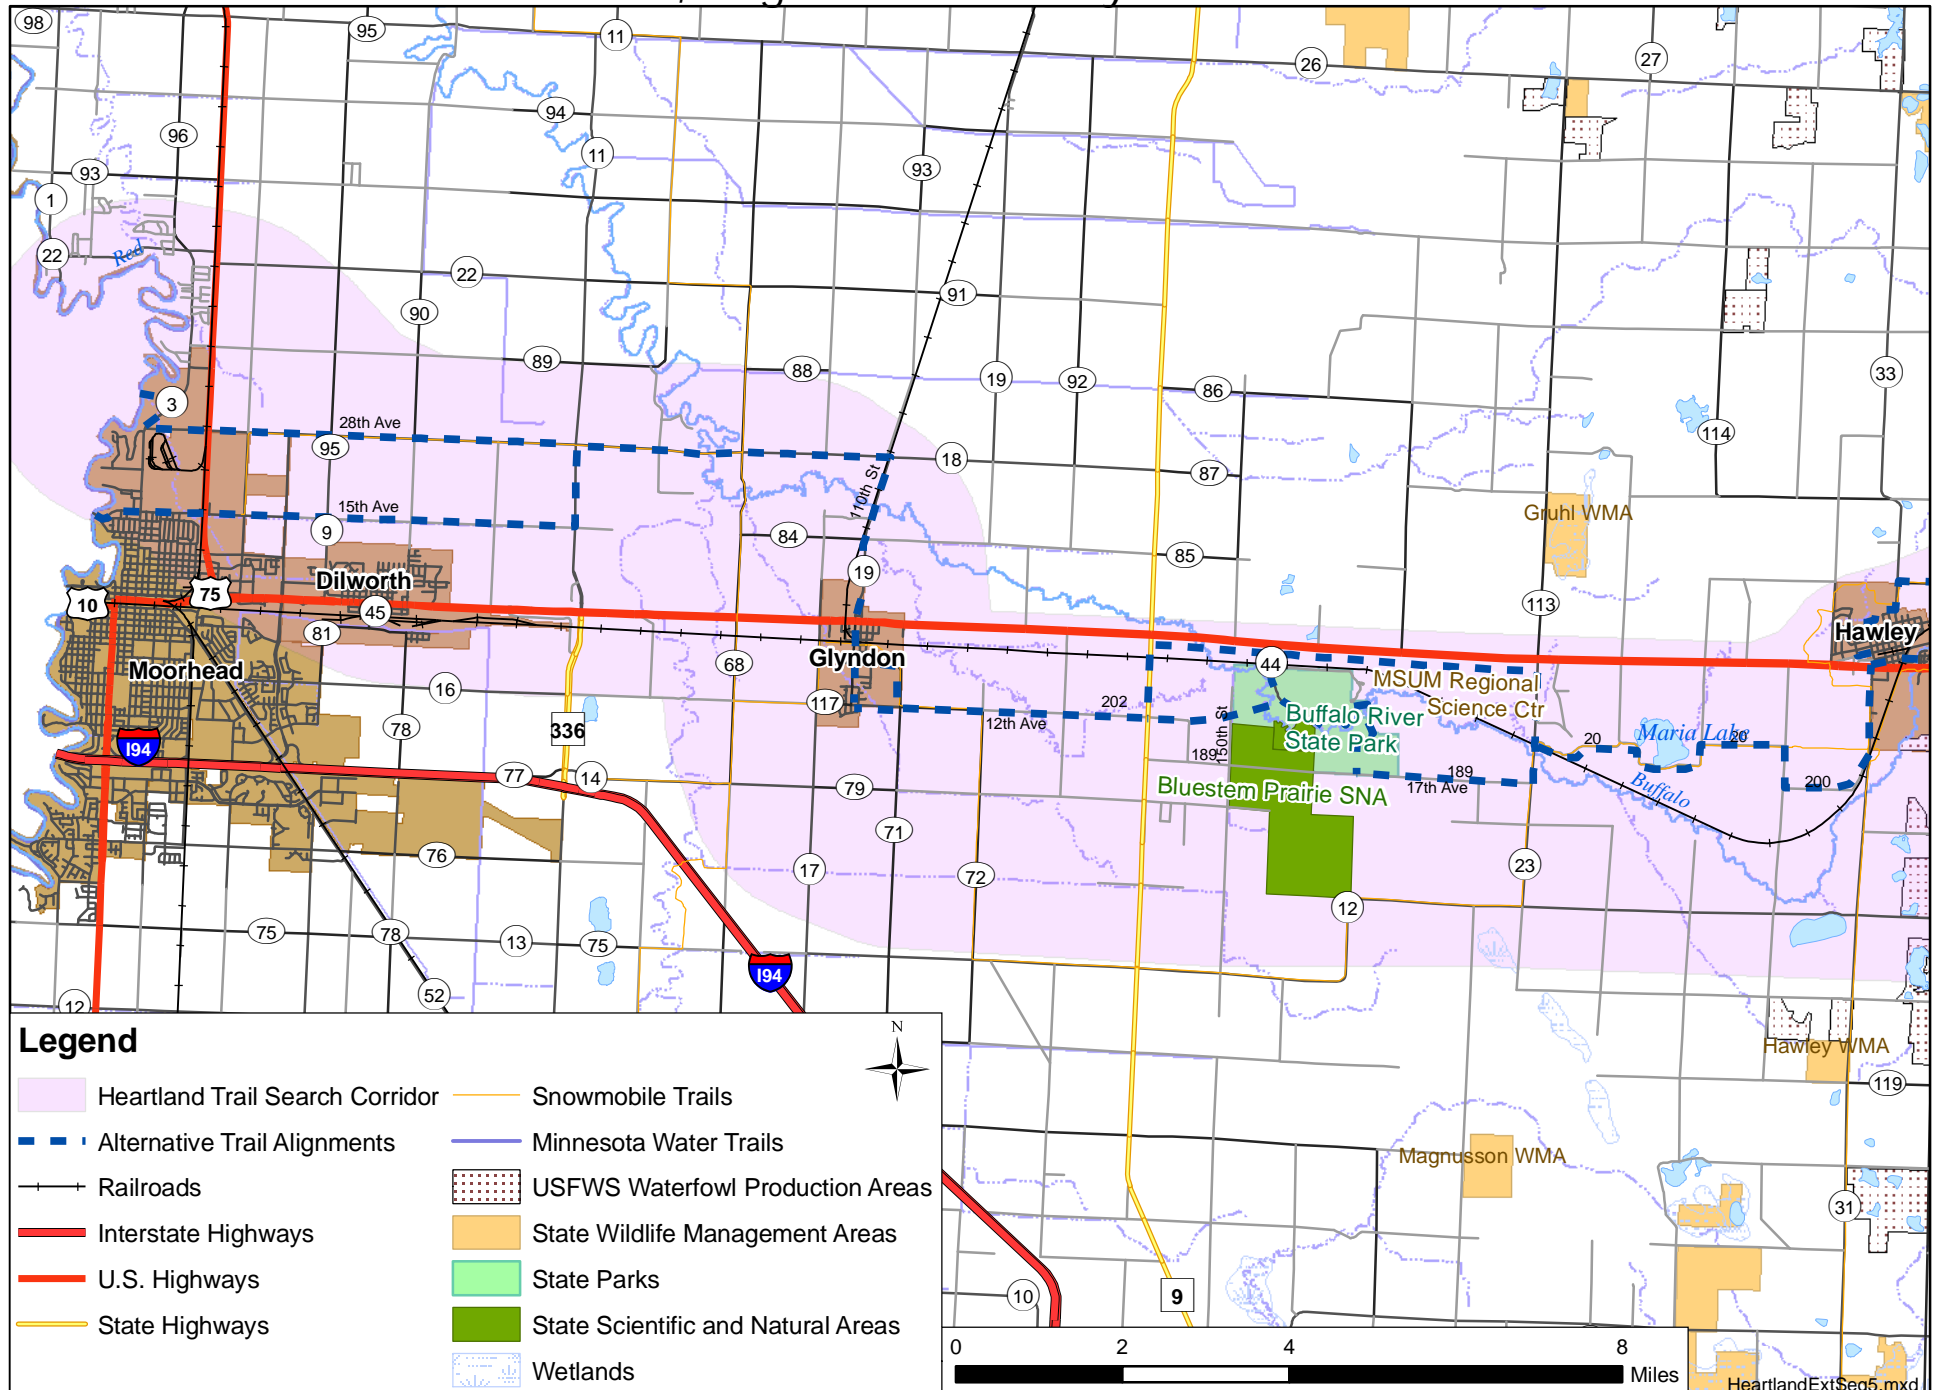 98
95
11
26
27
94
96
11
93
93
1
22
Red
22
91
90
89
88
19
92
86
33
3
28th Ave
95
18
114
87
110th St
15th Ave
9
Gruhl WMA
84
85
Dilworth
19
10
75
45
113
81
Hawley
Moorhead
Glyndon
68
44
MSUM Regional
Science Ctr
16
117
202
12th Ave
150th St
Buffalo River
State Park
78
336
189
20
Maria Lake
20
I94
77
14
79
189
17th Ave
200
Buffalo
Bluestem Prairie SNA
71
76
17
72
23
12
75
78
13
75
I94
52
12
Hawley WMA
119
Magnusson WMA
31
10
9
Legend
N
Heartland Trail Search Corridor
Alternative Trail Alignments
Railroads
Interstate Highways
U.S. Highways
State Highways
Snowmobile Trails
Minnesota Water Trails
USFWS Waterfowl Production Areas
State Wildlife Management Areas
State Parks
State Scientific and Natural Areas
Wetlands
0 2 4 8
Miles
HeartlandExtSeg5.mxd